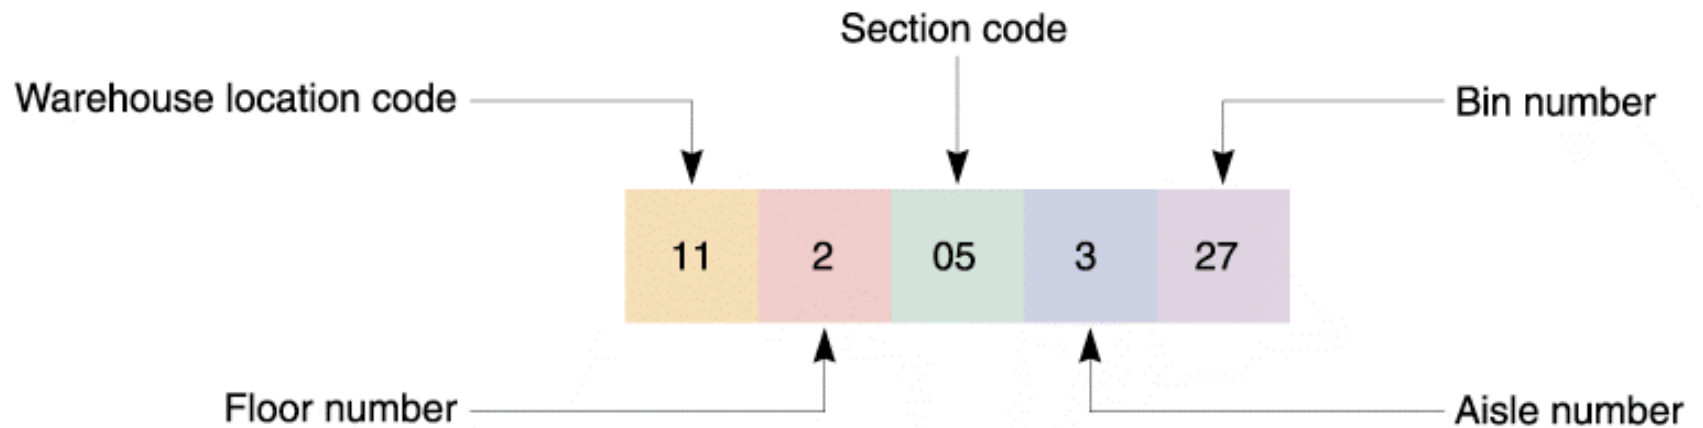 Section code
Warehouse location code
Bin number
11 2 05 3 27
Floor number
Aisle number